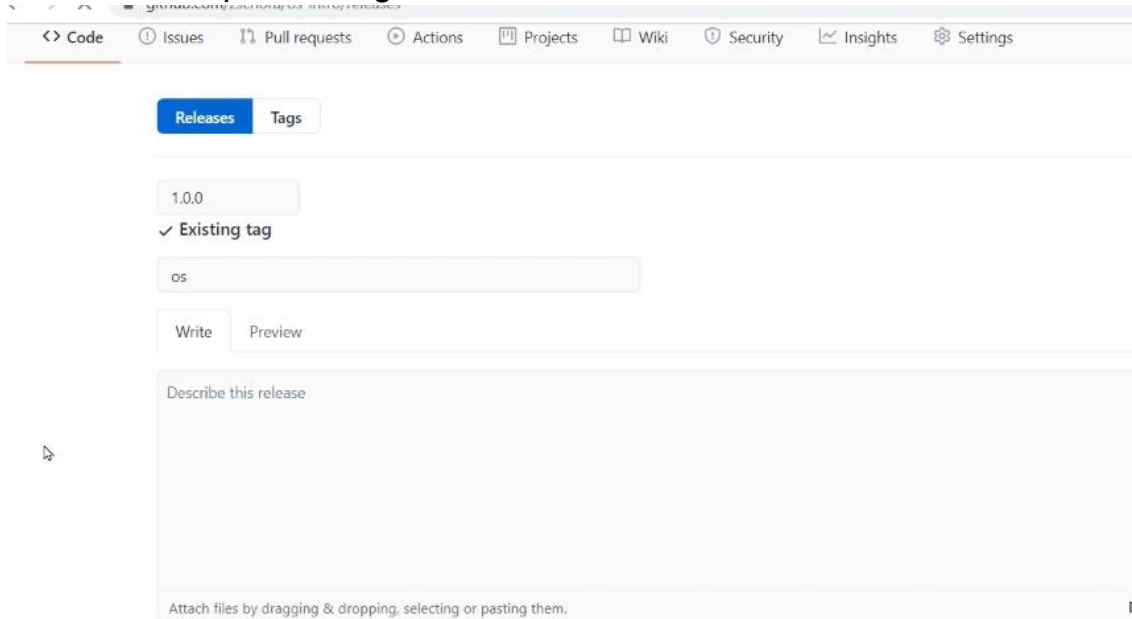 <> Code Issues Pull requests Actions Projects Wiki Security Insights Settings
Releases Tags
1.0.0
Existing tag
os
Write Preview
Describe this release
Attach files by dragging & dropping, selecting or pasting them.